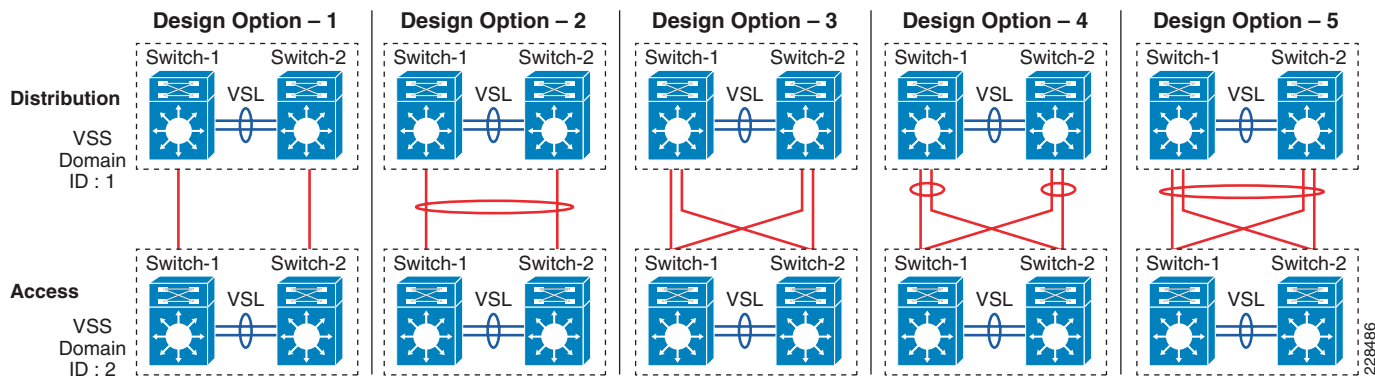 Design Option – 1
Design Option – 2
Design Option – 3
Design Option – 4
Design Option – 5
Switch-1
Switch-2
Switch-1
Switch-2
Switch-1
Switch-2
Switch-1
Switch-2
Switch-1
Switch-2
Distribution
VSL
VSL
VSL
VSL
VSL
VSS
Domain
ID : 1
Switch-1
Switch-2
Switch-1
Switch-2
Switch-1
Switch-2
Switch-1
Switch-2
Switch-1
Switch-2
Access
VSL
VSL
VSL
VSL
VSL
VSS
Domain
ID : 2
228486